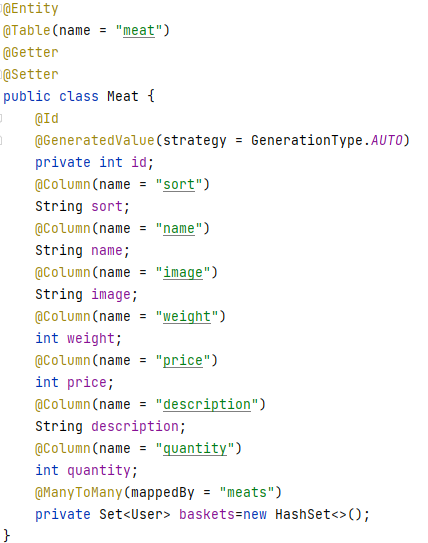 @Entity
@Table(name = "meat")
@Getter
@Setter
public class Meat {
    @Id
    @GeneratedValue(strategy = GenerationType.AUTO)
    private int id;
    @Column(name = "sort")
    String sort;
    @Column(name = "name")
    String name;
    @Column(name = "image")
    String image;
    @Column(name = "weight")
    int weight;
    @Column(name = "price")
    int price;
    @Column(name = "description")
    String description;
    @Column(name = "quantity")
    int quantity;
    @ManyToMany(mappedBy = "meats")
    private Set<User> baskets=new HashSet<>();
}